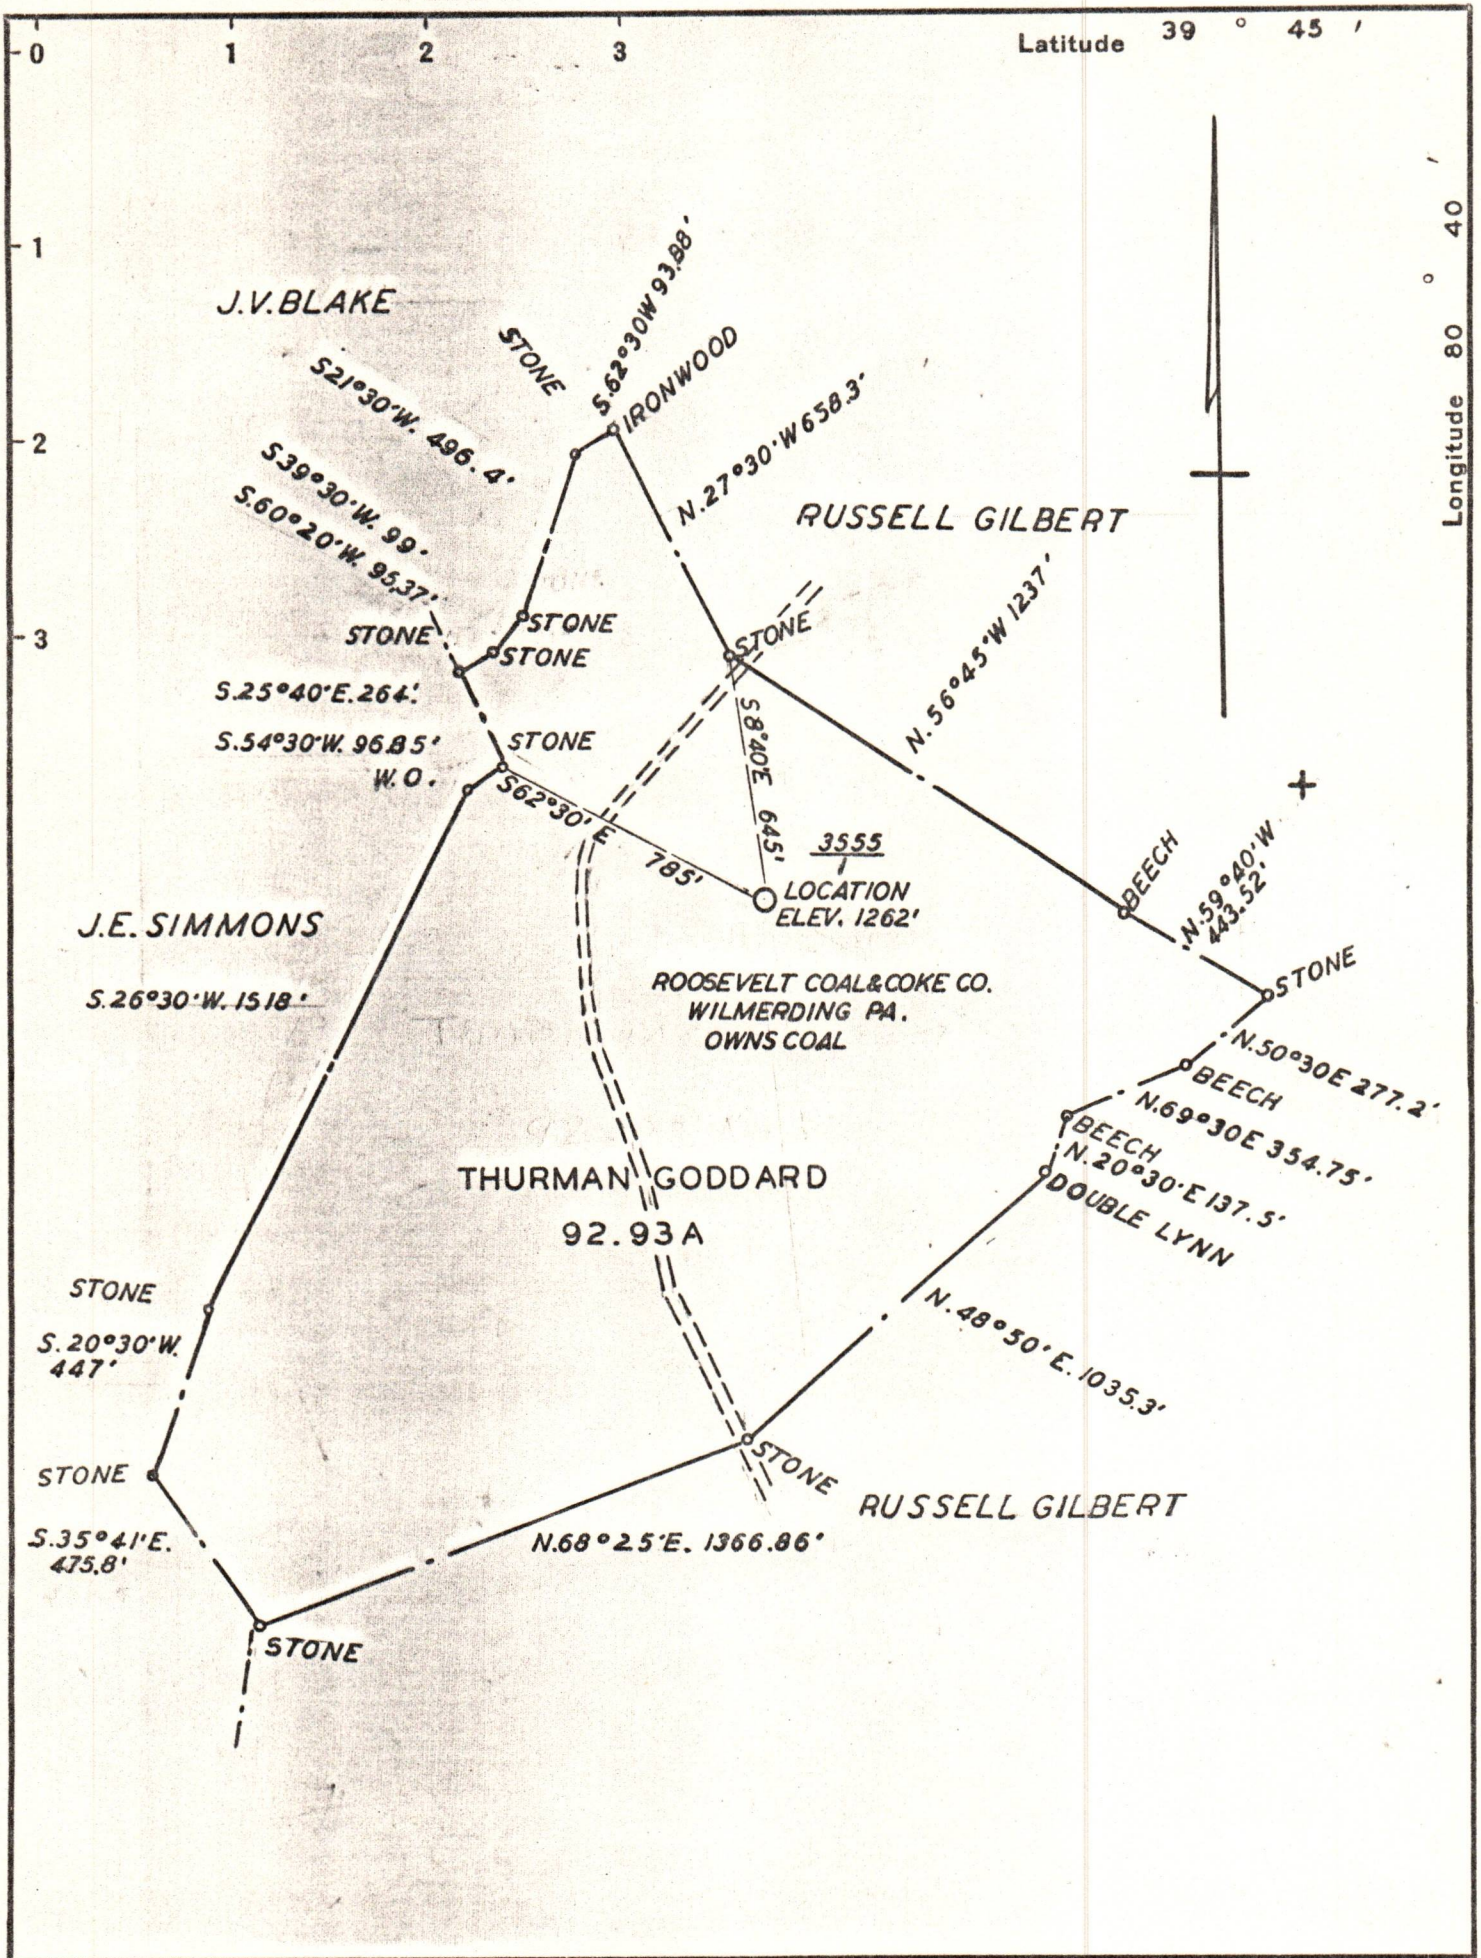 0 1 2 3
Latitude 39 ° 45 '
1
2
3
Longitude 80 ° 40 '
J.V. BLAKE
STONE
S.62°30'W 93.88'
IRONWOOD
S21°30'W. 496.4'
N.27°30'W 658.3'
S.39°30'W. 99'
S.60°20'W. 95.37'
RUSSELL GILBERT
STONE
STONE
STONE
STONE
N.56°45'W 1237'
S.25°40'E. 264'.
S.54°30'W. 96.85'
W.O.
STONE
S8°40'E 645'
S62°30'E
785'
3555
LOCATION
ELEV. 1262'
BEECH
N.59°40'W
443.52'
J.E. SIMMONS
STONE
S.26°30'W. 1518'
ROOSEVELT COAL&COKE CO.
WILMERDING PA.
OWNS COAL
N.50°30E 277.2'
BEECH
N.69°30E 354.75'
BEECH
N.20°30'E 137.5'
DOUBLE LYNN
THURMAN GODDARD
92.93A
STONE
S.20°30'W.
447'
N.48°50'E. 1035.3'
STONE
STONE
RUSSELL GILBERT
S.35°41'E.
475.8'
N.68°25'E. 1366.86'
STONE